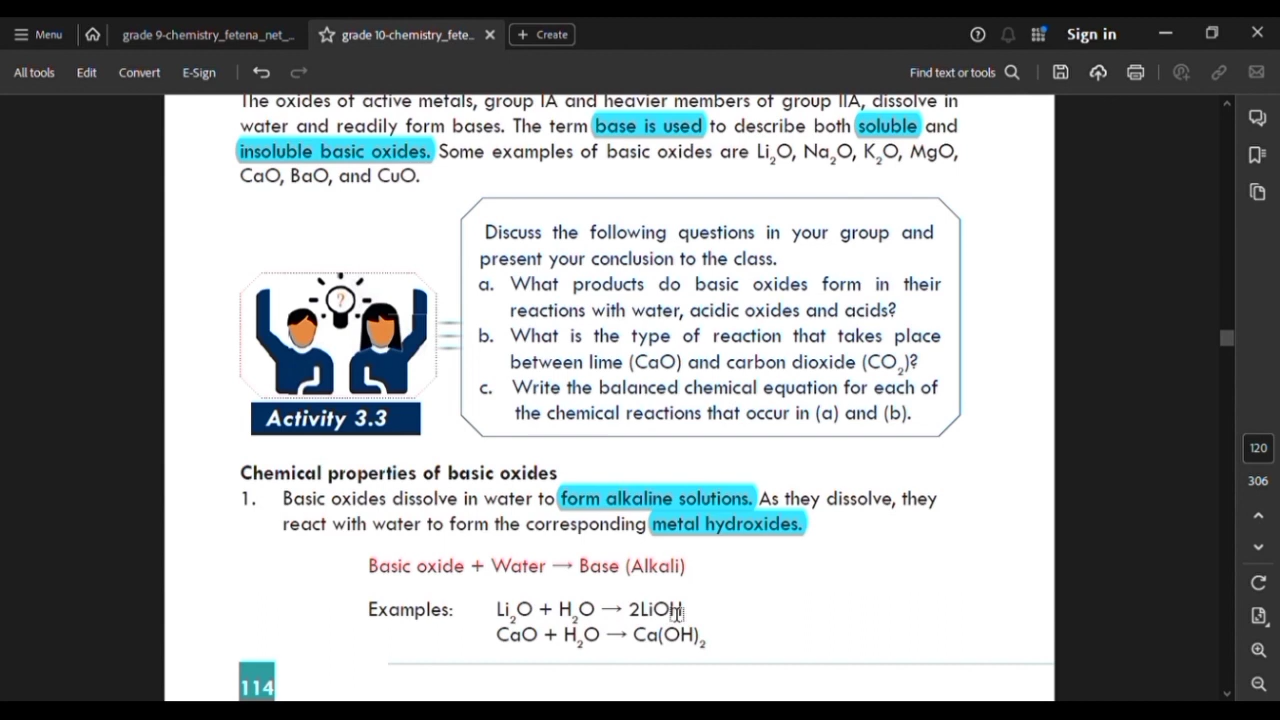 Menu
grade 9-chemistry_fetena_net_...
grade 10-chemistry_fete...
Create
Sign in
All tools
Edit
Convert
E-Sign
Find text or tools
The oxides of active metals, group IA and heavier members of group IIA, dissolve in
water and readily form bases. The term base is used to describe both soluble and
insoluble basic oxides. Some examples of basic oxides are Li₂O, Na₂O, K₂O, MgO,
CaO, BaO, and CuO.
Discuss the following questions in your group and
present your conclusion to the class.
a. What products do basic oxides form in their
reactions with water, acidic oxides and acids?
b. What is the type of reaction that takes place
between lime (CaO) and carbon dioxide (CO₂)?
c. Write the balanced chemical equation for each of
the chemical reactions that occur in (a) and (b).
?
Activity 3.3
Chemical properties of basic oxides
1. Basic oxides dissolve in water to form alkaline solutions. As they dissolve, they
react with water to form the corresponding metal hydroxides.
Basic oxide + Water → Base (Alkali)
Examples: Li₂O + H₂O → 2LiOH
CaO + H₂O → Ca(OH)₂
114
120
306